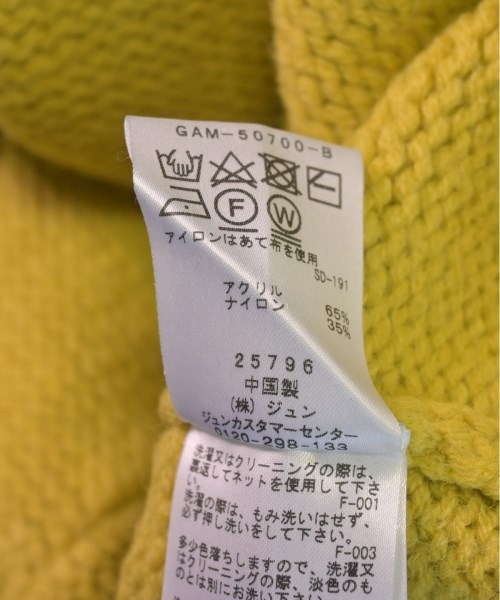 GAM-50700-B
F W
アイロンはあて布を使用
SD-191
アクリル 65%
ナイロン 35%
25796
中国製
(株) ジュン
ジュンカスタマーセンター
0120-298-133
洗濯又はクリーニングの際は、
裏返してネットを使用して下さ
い。
F-001
洗濯の際は、もみ洗いはせず、
必ず押し洗いをして下さい。
F-003
多少色落ちしますので、洗濯又
はクリーニングの際、淡色のも
のとは別にお洗い下さい。